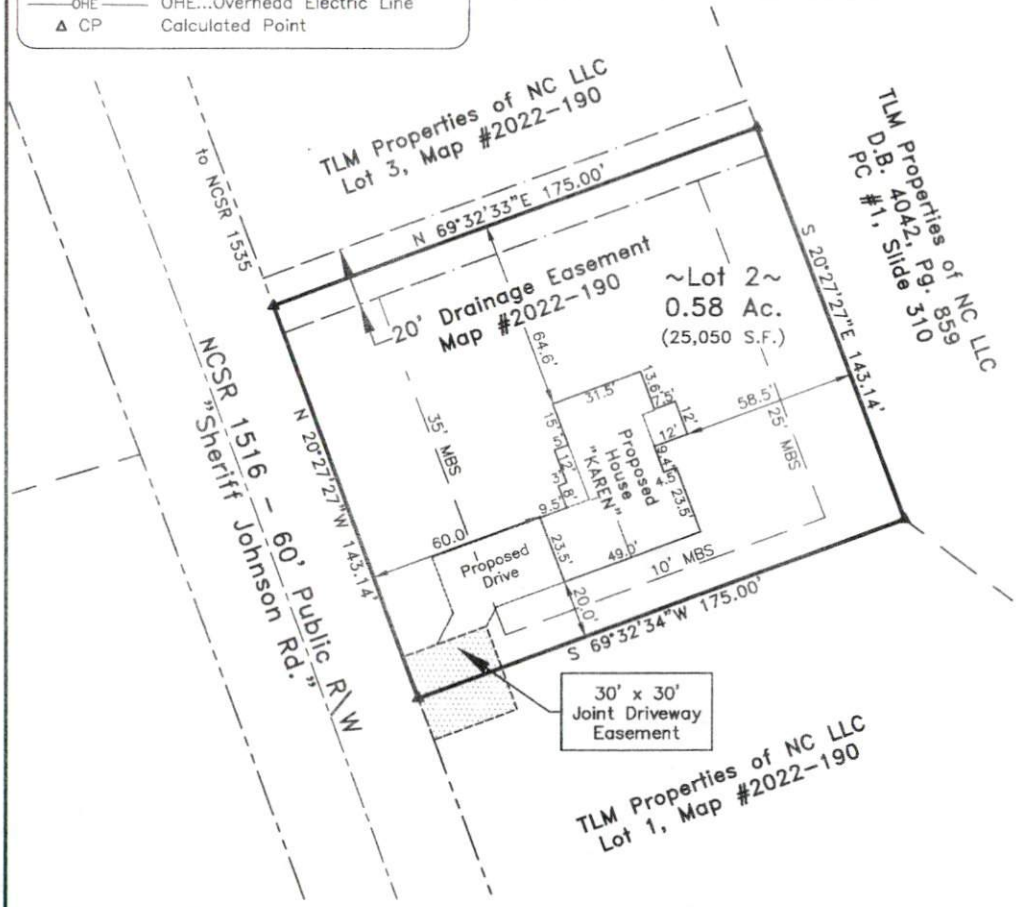 OHE OHE...Overhead Electric Line
Δ CP Calculated Point
to NCSR 1535
TLM Properties of NC LLC
Lot 3, Map #2022-190
TLM Properties of NC LLC
D.B. 4042, Pg. 859
PC #1, Slide 310
N 69°32'33"E 175.00'
20' Drainage Easement
Map #2022-190
~Lot 2~
0.58 Ac.
(25,050 S.F.)
S 20°27'27"E 143.14'
NCSR 1516 - 60' Public R\W
"Sheriff Johnson Rd."
N 20°27'27"W 143.14'
35' MBS
64.6'
31.5'
13.6'
7.5'
12'
12'
58.5'
25' MBS
15'
12'
8'
9.5'
Proposed
House
"KAREN"
9.4'
23.5'
60.0'
Proposed
Drive
23.5'
49.0'
10' MBS
20.0'
S 69°32'34"W 175.00'
30' x 30'
Joint Driveway
Easement
TLM Properties of NC LLC
Lot 1, Map #2022-190